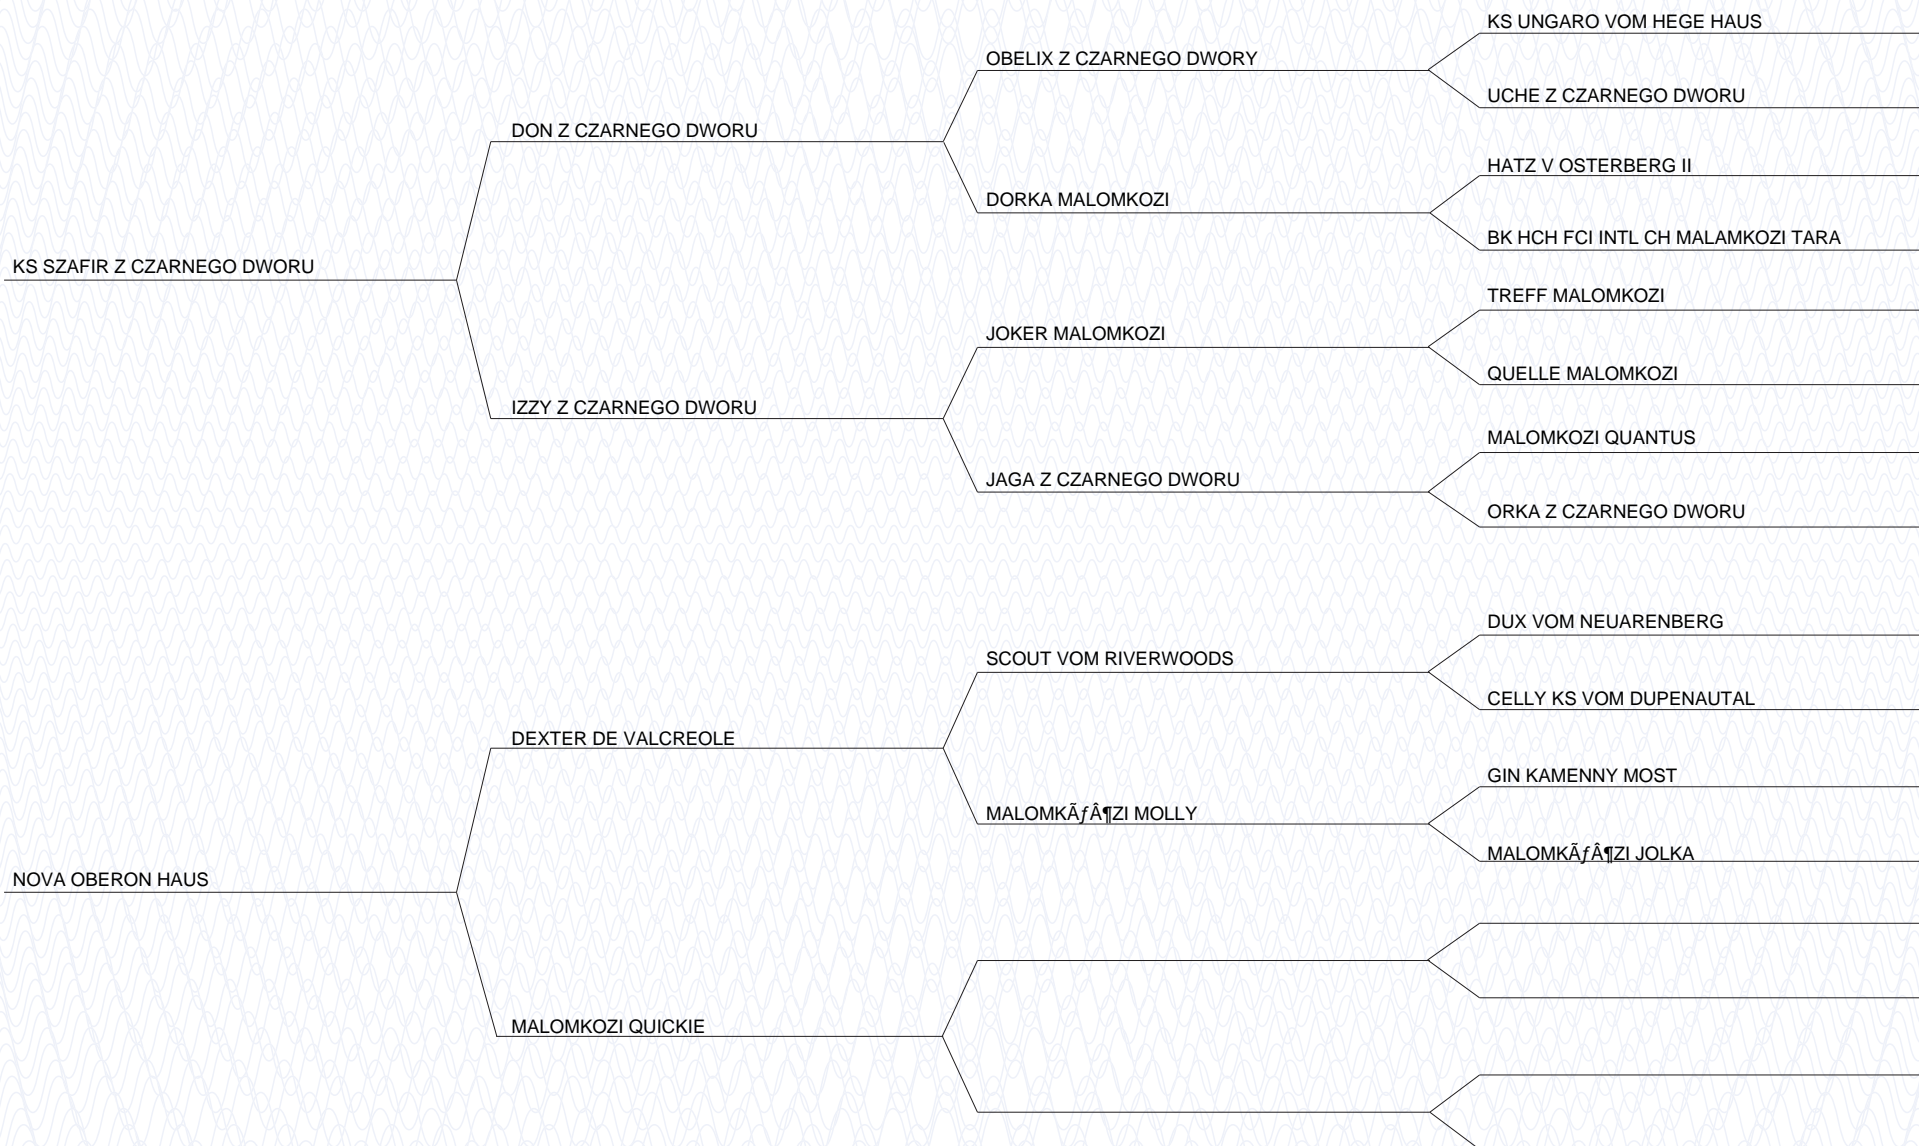 KS UNGARO VOM HEGE HAUS
OBELIX Z CZARNEGO DWORY
UCHE Z CZARNEGO DWORU
DON Z CZARNEGO DWORU
HATZ V OSTERBERG II
DORKA MALOMKOZI
BK HCH FCI INTL CH MALAMKOZI TARA
KS SZAFIR Z CZARNEGO DWORU
TREFF MALOMKOZI
JOKER MALOMKOZI
QUELLE MALOMKOZI
IZZY Z CZARNEGO DWORU
MALOMKOZI QUANTUS
JAGA Z CZARNEGO DWORU
ORKA Z CZARNEGO DWORU
DUX VOM NEUARENBERG
SCOUT VOM RIVERWOODS
CELLY KS VOM DUPENAUTAL
DEXTER DE VALCREOLE
GIN KAMENNY MOST
MALOMKÃƒÂ¶ZI MOLLY
MALOMKÃƒÂ¶ZI JOLKA
NOVA OBERON HAUS
MALOMKOZI QUICKIE